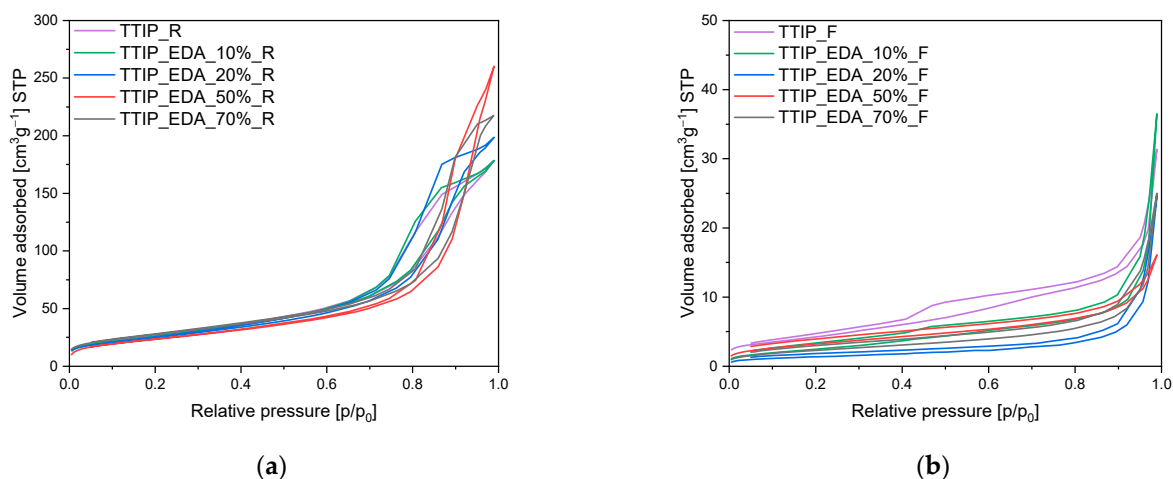 300
250
200
150
100
50
0
Volume adsorbed [cm³g⁻¹] STP
TTIP_R
TTIP_EDA_10%_R
TTIP_EDA_20%_R
TTIP_EDA_50%_R
TTIP_EDA_70%_R
0.0 0.2 0.4 0.6 0.8 1.0
Relative pressure [p/p₀]
(a)
50
40
30
20
10
0
Volume adsorbed [cm³g⁻¹] STP
TTIP_F
TTIP_EDA_10%_F
TTIP_EDA_20%_F
TTIP_EDA_50%_F
TTIP_EDA_70%_F
0.0 0.2 0.4 0.6 0.8 1.0
Relative pressure [p/p₀]
(b)